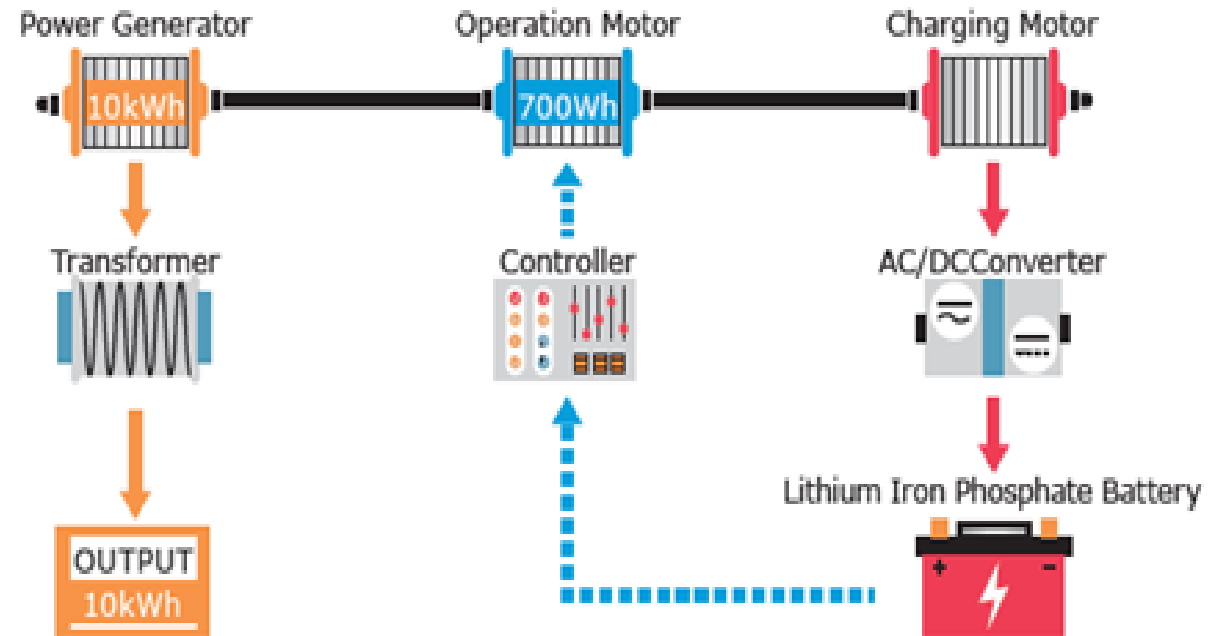 Power Generator
Operation Motor
Charging Motor
10kWh
700Wh
Transformer
Controller
AC/DCConverter
Lithium Iron Phosphate Battery
OUTPUT
10kWh
+ -